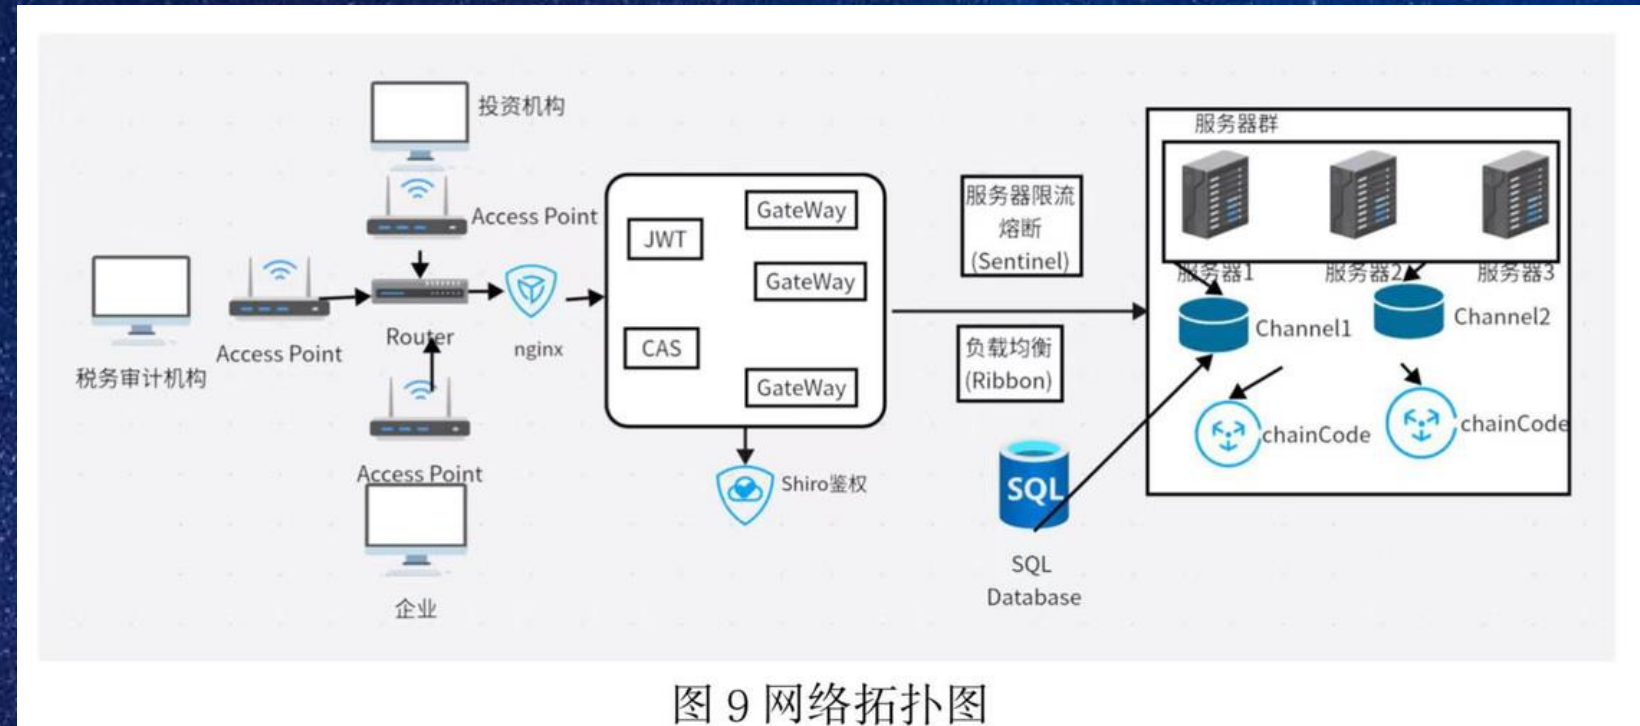 投资机构
Access Point
税务审计机构
Access Point
Router
nginx
Access Point
企业
JWT
CAS
GateWay
GateWay
GateWay
Shiro鉴权
服务器限流
熔断
(Sentinel)
负载均衡
(Ribbon)
SQL
SQL
Database
服务器群
服务器1
服务器2
服务器3
Channel1
Channel2
chainCode
chainCode
图 9 网络拓扑图